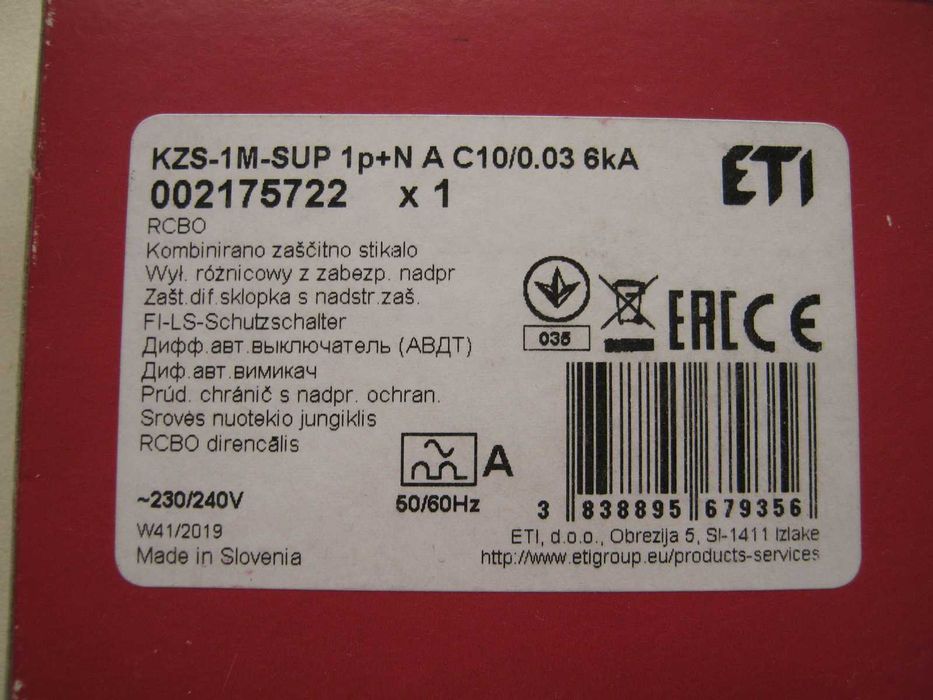 KZS-1M-SUP 1p+N A C10/0.03 6kA
002175722 x 1
ETI
RCBO
Kombinirano zaščitno stikalo
Wył. różnicowy z zabezp. nadpr
Zašt.dif.sklopka s nadstr.zaš.
FI-LS-Schutzschalter
Дифф.авт.выключатель (АВДТ)
Диф.авт.вимикач
Prúd. chránič s nadpr. ochran.
Srovės nuotekio jungiklis
RCBO direncālis
035
EAC CE
A
~230/240V
50/60Hz
3 838895 679356
W41/2019
Made in Slovenia
ETI, d.o.o., Obrezija 5, SI-1411 Izlake
http://www.etigroup.eu/products-services